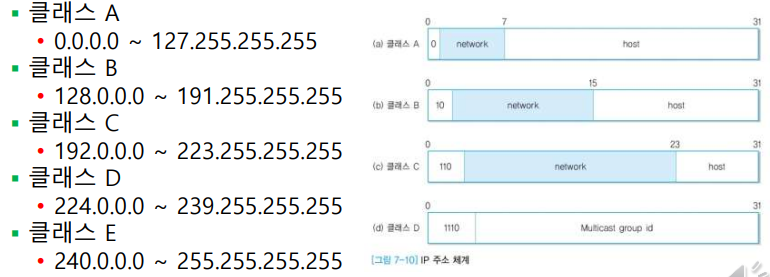 클래스 A
0.0.0.0 ~ 127.255.255.255
클래스 B
128.0.0.0 ~ 191.255.255.255
클래스 C
192.0.0.0 ~ 223.255.255.255
클래스 D
224.0.0.0 ~ 239.255.255.255
클래스 E
240.0.0.0 ~ 255.255.255.255
0 7 31
(a) 클래스 A 0 network host
0 15 31
(b) 클래스 B 10 network host
0 23 31
(c) 클래스 C 110 network host
0 31
(d) 클래스 D 1110 Multicast group id
[그림 7-10] IP 주소 체계